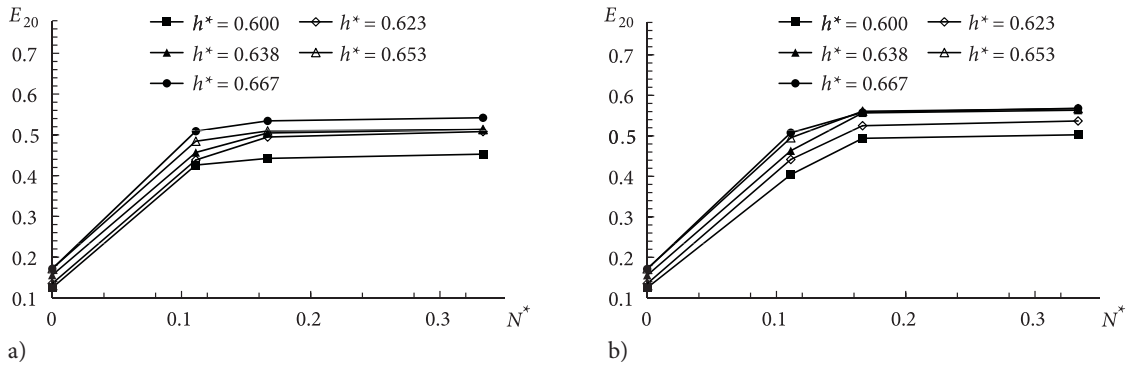 E20
h* = 0.600
h* = 0.623
h* = 0.638
h* = 0.653
h* = 0.667
0.7
0.6
0.5
0.4
0.3
0.2
0.1
0
0.1
0.2
0.3
N*
a)
E20
h* = 0.600
h* = 0.623
h* = 0.638
h* = 0.653
h* = 0.667
0.7
0.6
0.5
0.4
0.3
0.2
0.1
0
0.1
0.2
0.3
N*
b)